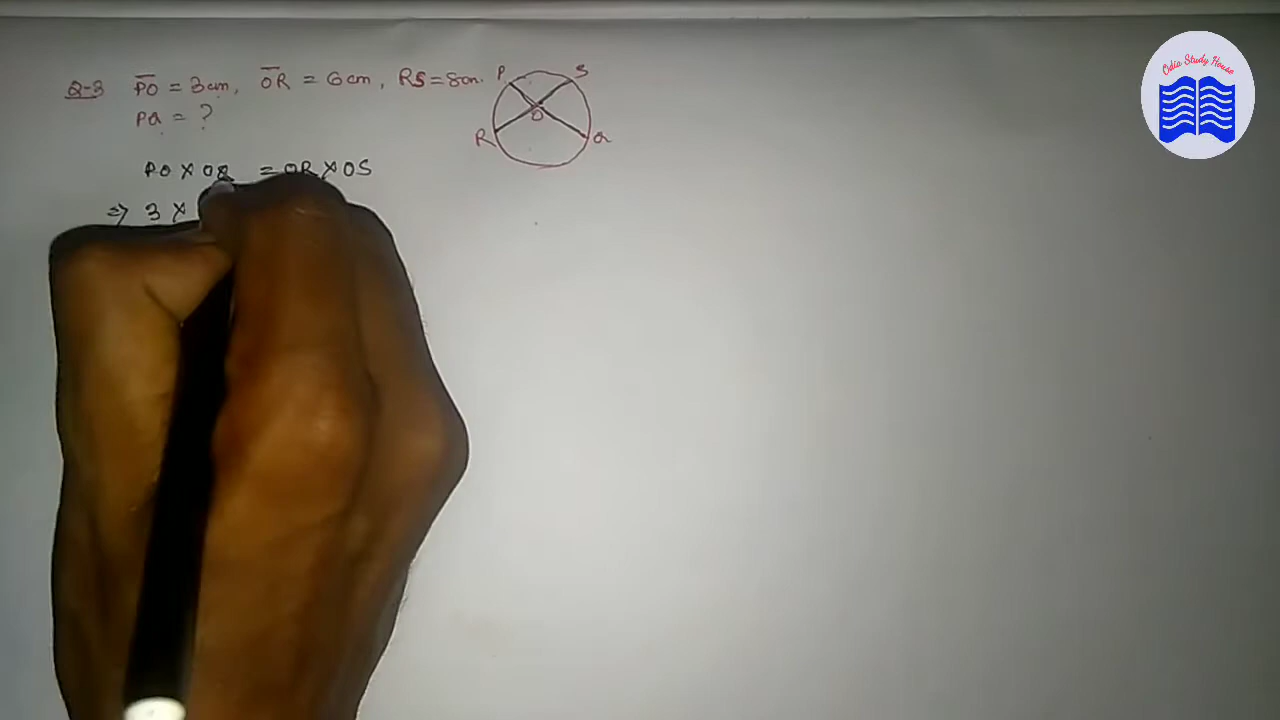 Q-3 PO = 3cm, OR = 6cm, RS = 8cm.
PQ = ?
P S
O
R Q
PO × OQ = OR × OS
⇒ 3 ×
Odia Study House